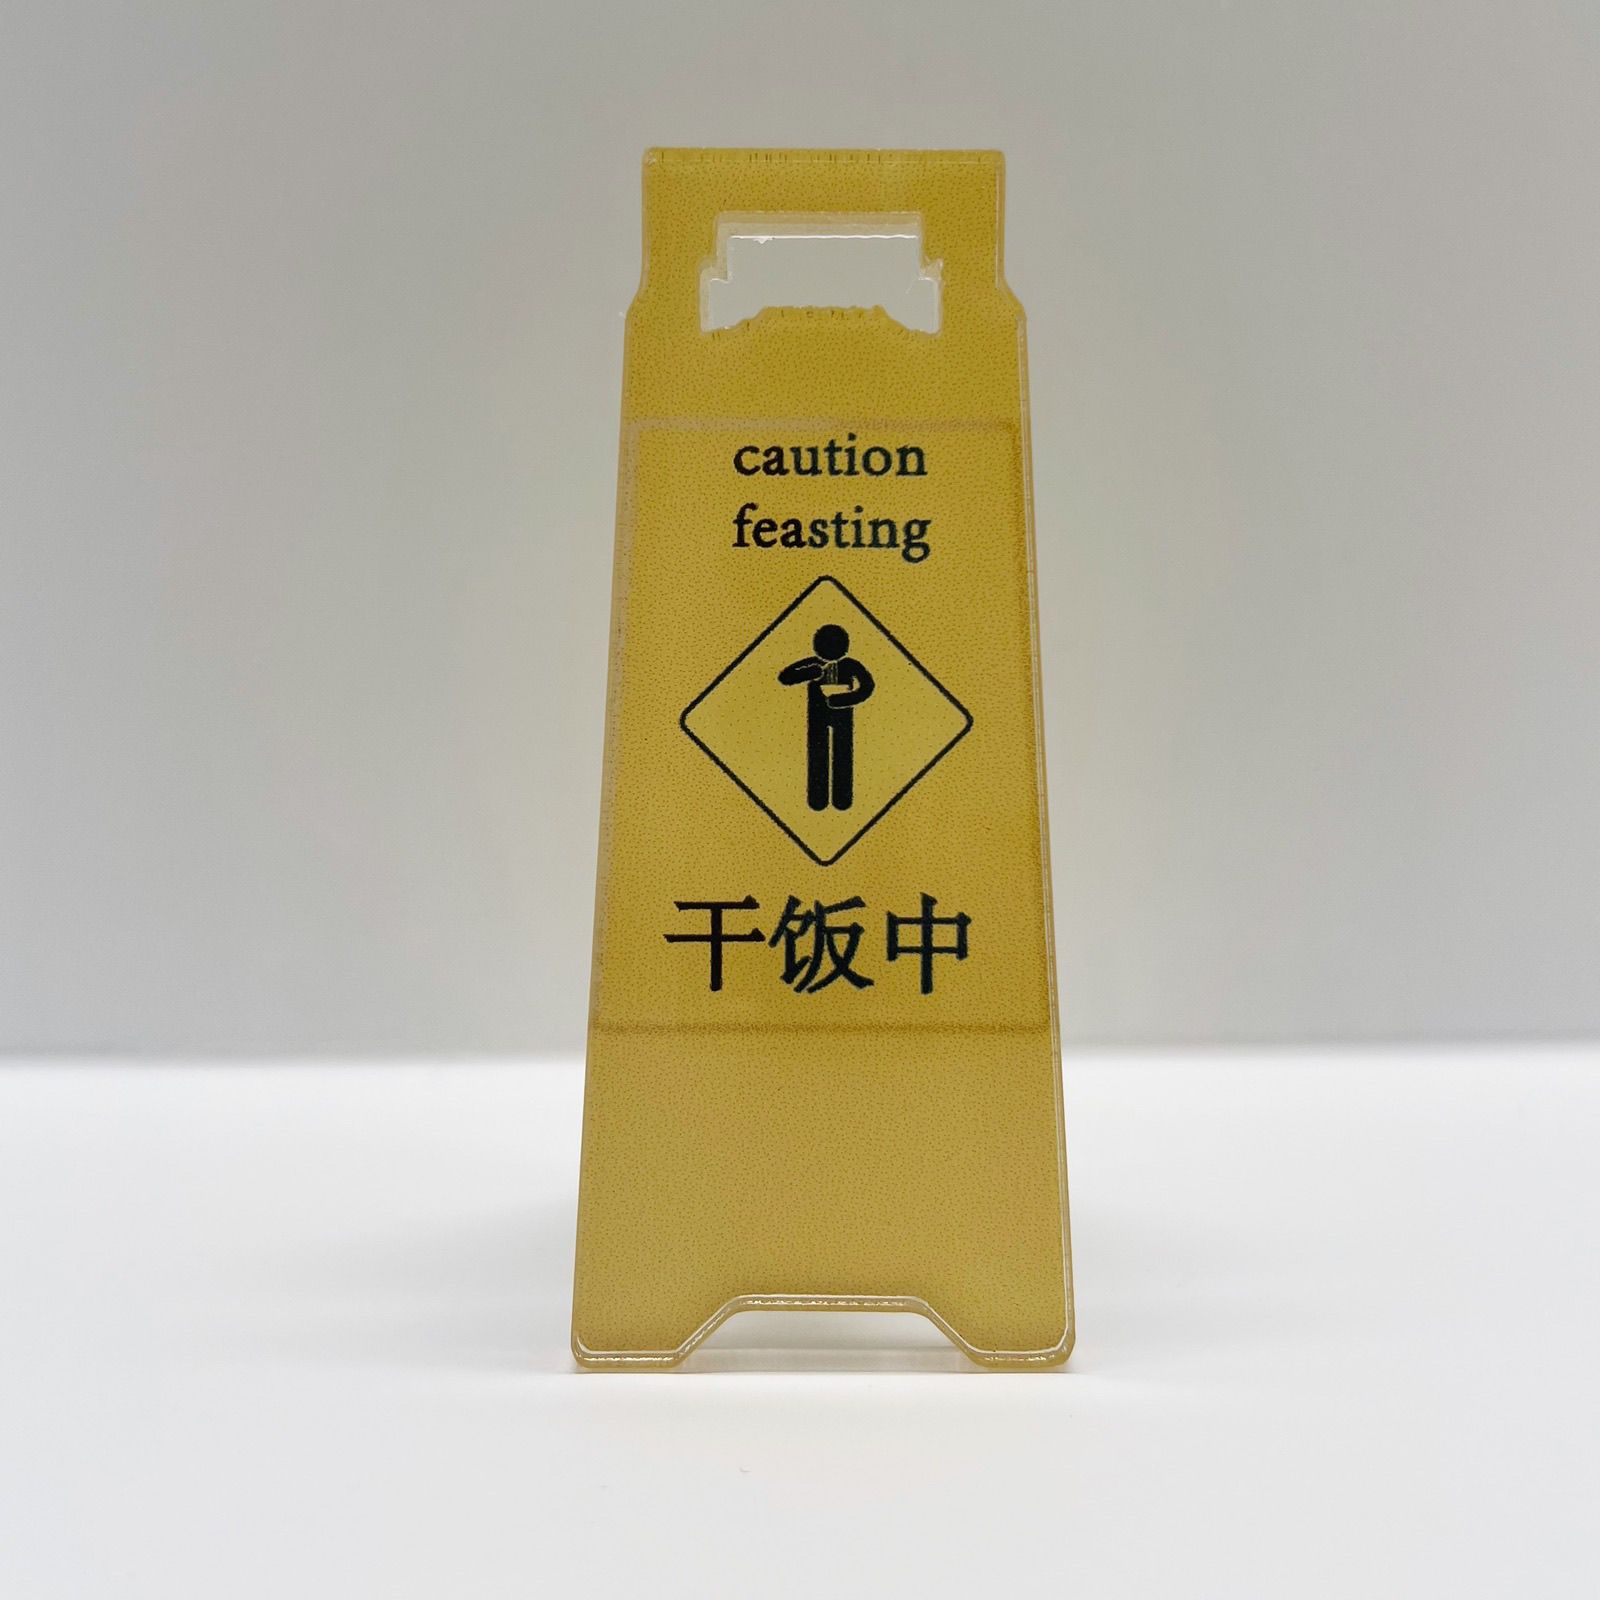 caution
feasting
干饭中